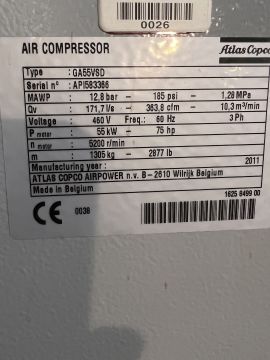 0026
AIR COMPRESSOR
Atlas Copco
Type : GA55VSD
Serial n° : API583366
MAWP : 12,8 bar - 185 psi - 1,28 MPa
Qv : 171,7 l/s - 363,8 cfm - 10,3 m³/min
Voltage : 460 V Freq.: 60 Hz 3 Ph
P motor : 55 kW - 75 hp
n motor : 5200 r/min
m : 1305 kg - 2877 lb
Manufacturing year : 2011
ATLAS COPCO AIRPOWER n.v. B-2610 Wilrijk Belgium
Made in Belgium
1625 8499 00
CE 0038